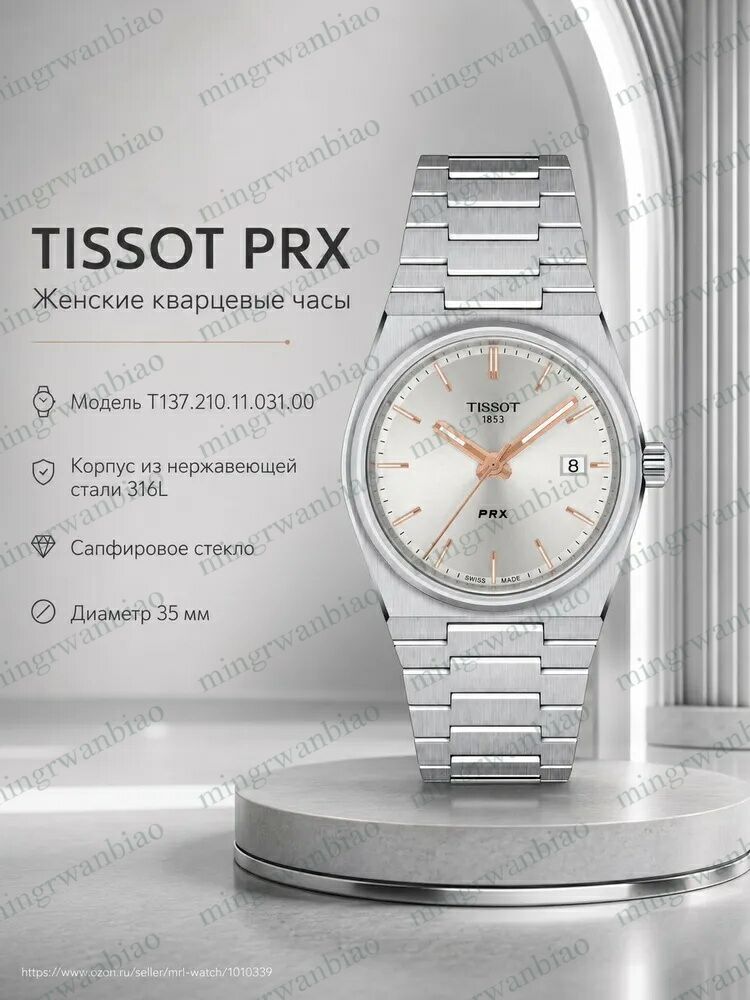 mingrwanbiao
TISSOT PRX
Женские кварцевые часы
Модель T137.210.11.031.00
Корпус из нержавеющей
стали 316L
Сапфировое стекло
Диаметр 35 мм
TISSOT
1853
8
PRX
SWISS MADE
https://www.ozon.ru/seller/mrl-watch/1010339